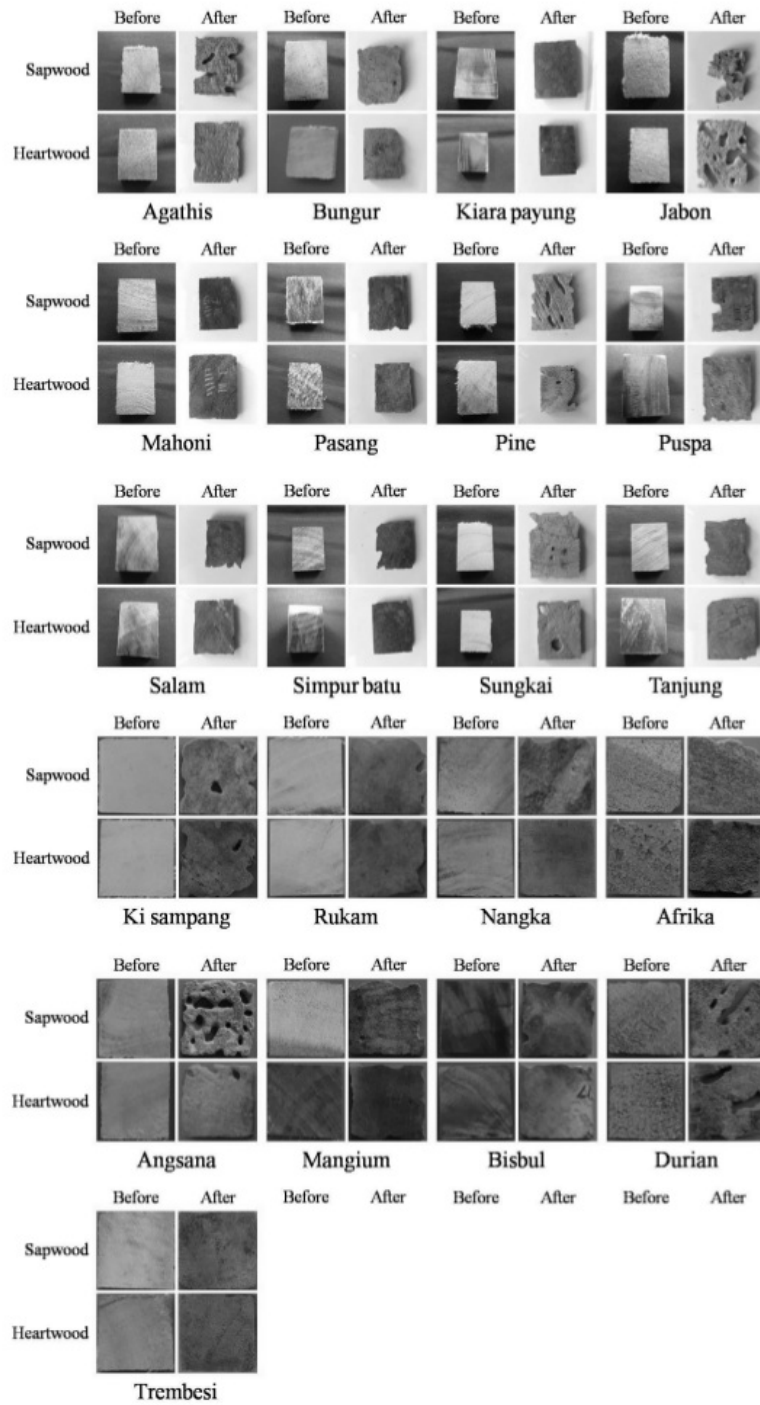 Before After Before After Before After Before After
Sapwood
Heartwood
Agathis Bungur Kiara payung Jabon
Before After Before After Before After Before After
Sapwood
Heartwood
Mahoni Pasang Pine Puspa
Before After Before After Before After Before After
Sapwood
Heartwood
Salam Simpur batu Sungkai Tanjung
Before After Before After Before After Before After
Sapwood
Heartwood
Ki sampang Rukam Nangka Afrika
Before After Before After Before After Before After
Sapwood
Heartwood
Angsana Mangium Bisbul Durian
Before After Before After Before After Before After
Sapwood
Heartwood
Trembesi